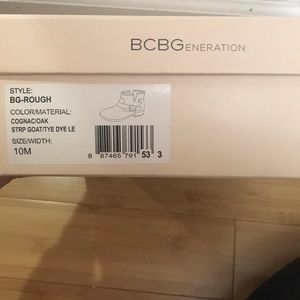 BCBGENERATION
STYLE:
BG-ROUGH
COLOR/MATERIAL:
COGNAC/OAK
STRP GOAT/TYE DYE LE
SIZE/WIDTH:
10M
8 87465 791 53 3